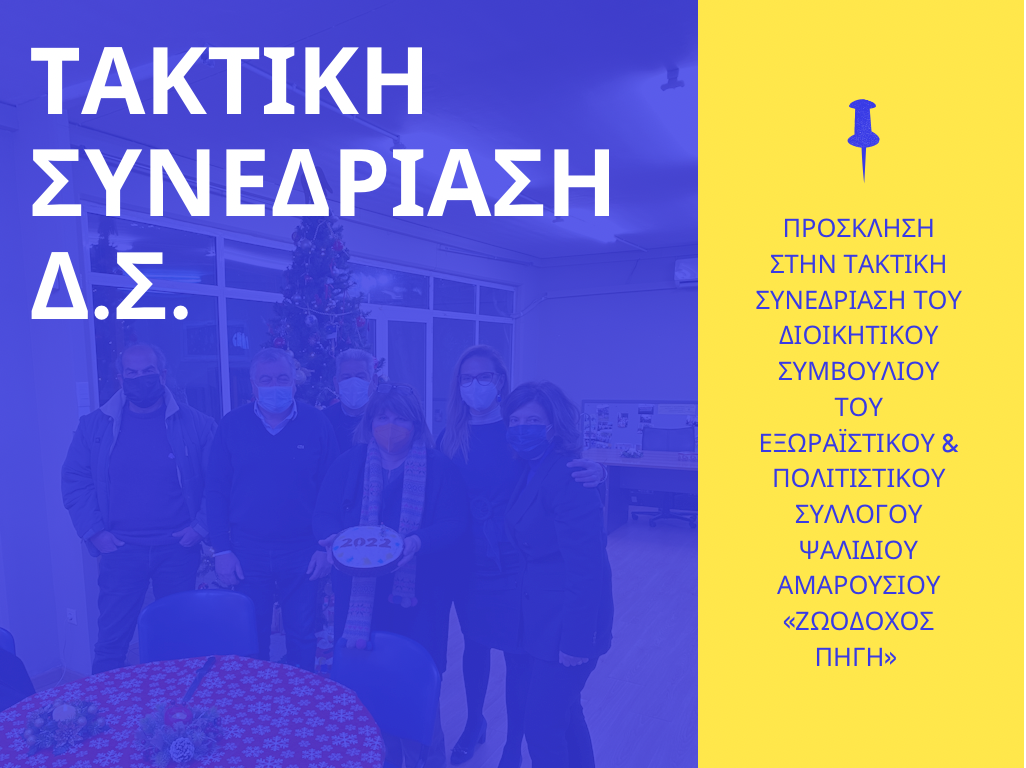 ΤΑΚΤΙΚΗ
ΣΥΝΕΔΡΙΑΣΗ
Δ.Σ.
2022
ΠΡΟΣΚΛΗΣΗ
ΣΤΗΝ ΤΑΚΤΙΚΗ
ΣΥΝΕΔΡΙΑΣΗ ΤΟΥ
ΔΙΟΙΚΗΤΙΚΟΥ
ΣΥΜΒΟΥΛΙΟΥ
ΤΟΥ
ΕΞΩΡΑΪΣΤΙΚΟΥ &
ΠΟΛΙΤΙΣΤΙΚΟΥ
ΣΥΛΛΟΓΟΥ
ΨΑΛΙΔΙΟΥ
ΑΜΑΡΟΥΣΙΟΥ
«ΖΩΟΔΟΧΟΣ
ΠΗΓΗ»